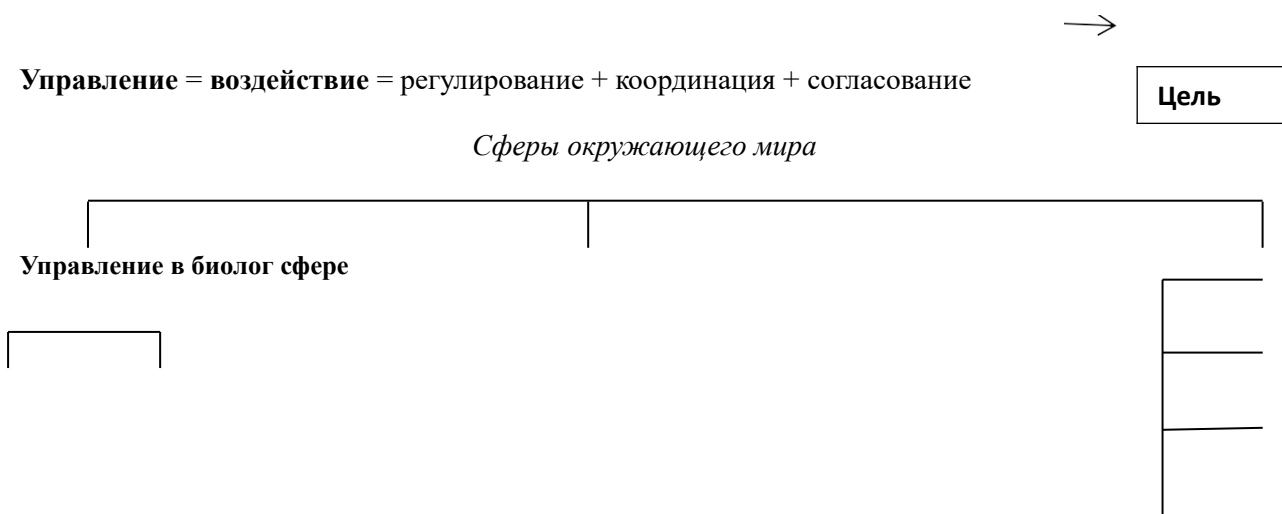 Управление = воздействие = регулирование + координация + согласование
Цель
Сферы окружающего мира
Управление в биолог сфере